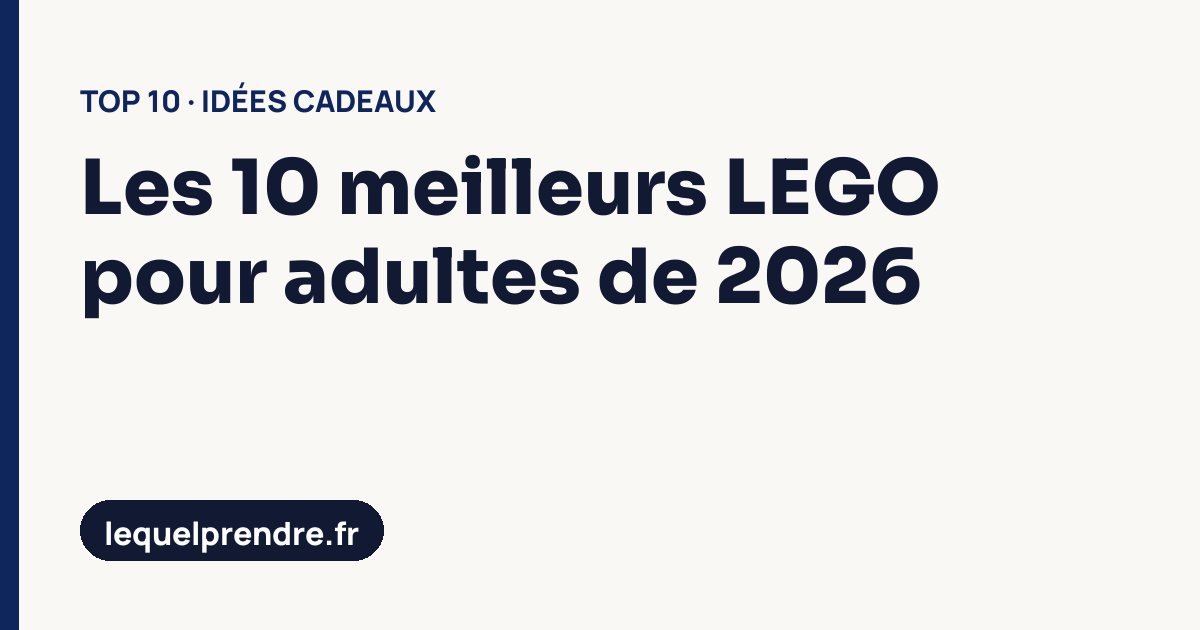 TOP 10 · IDÉES CADEAUX
Les 10 meilleurs LEGO
pour adultes de 2026
lequelprendre.fr